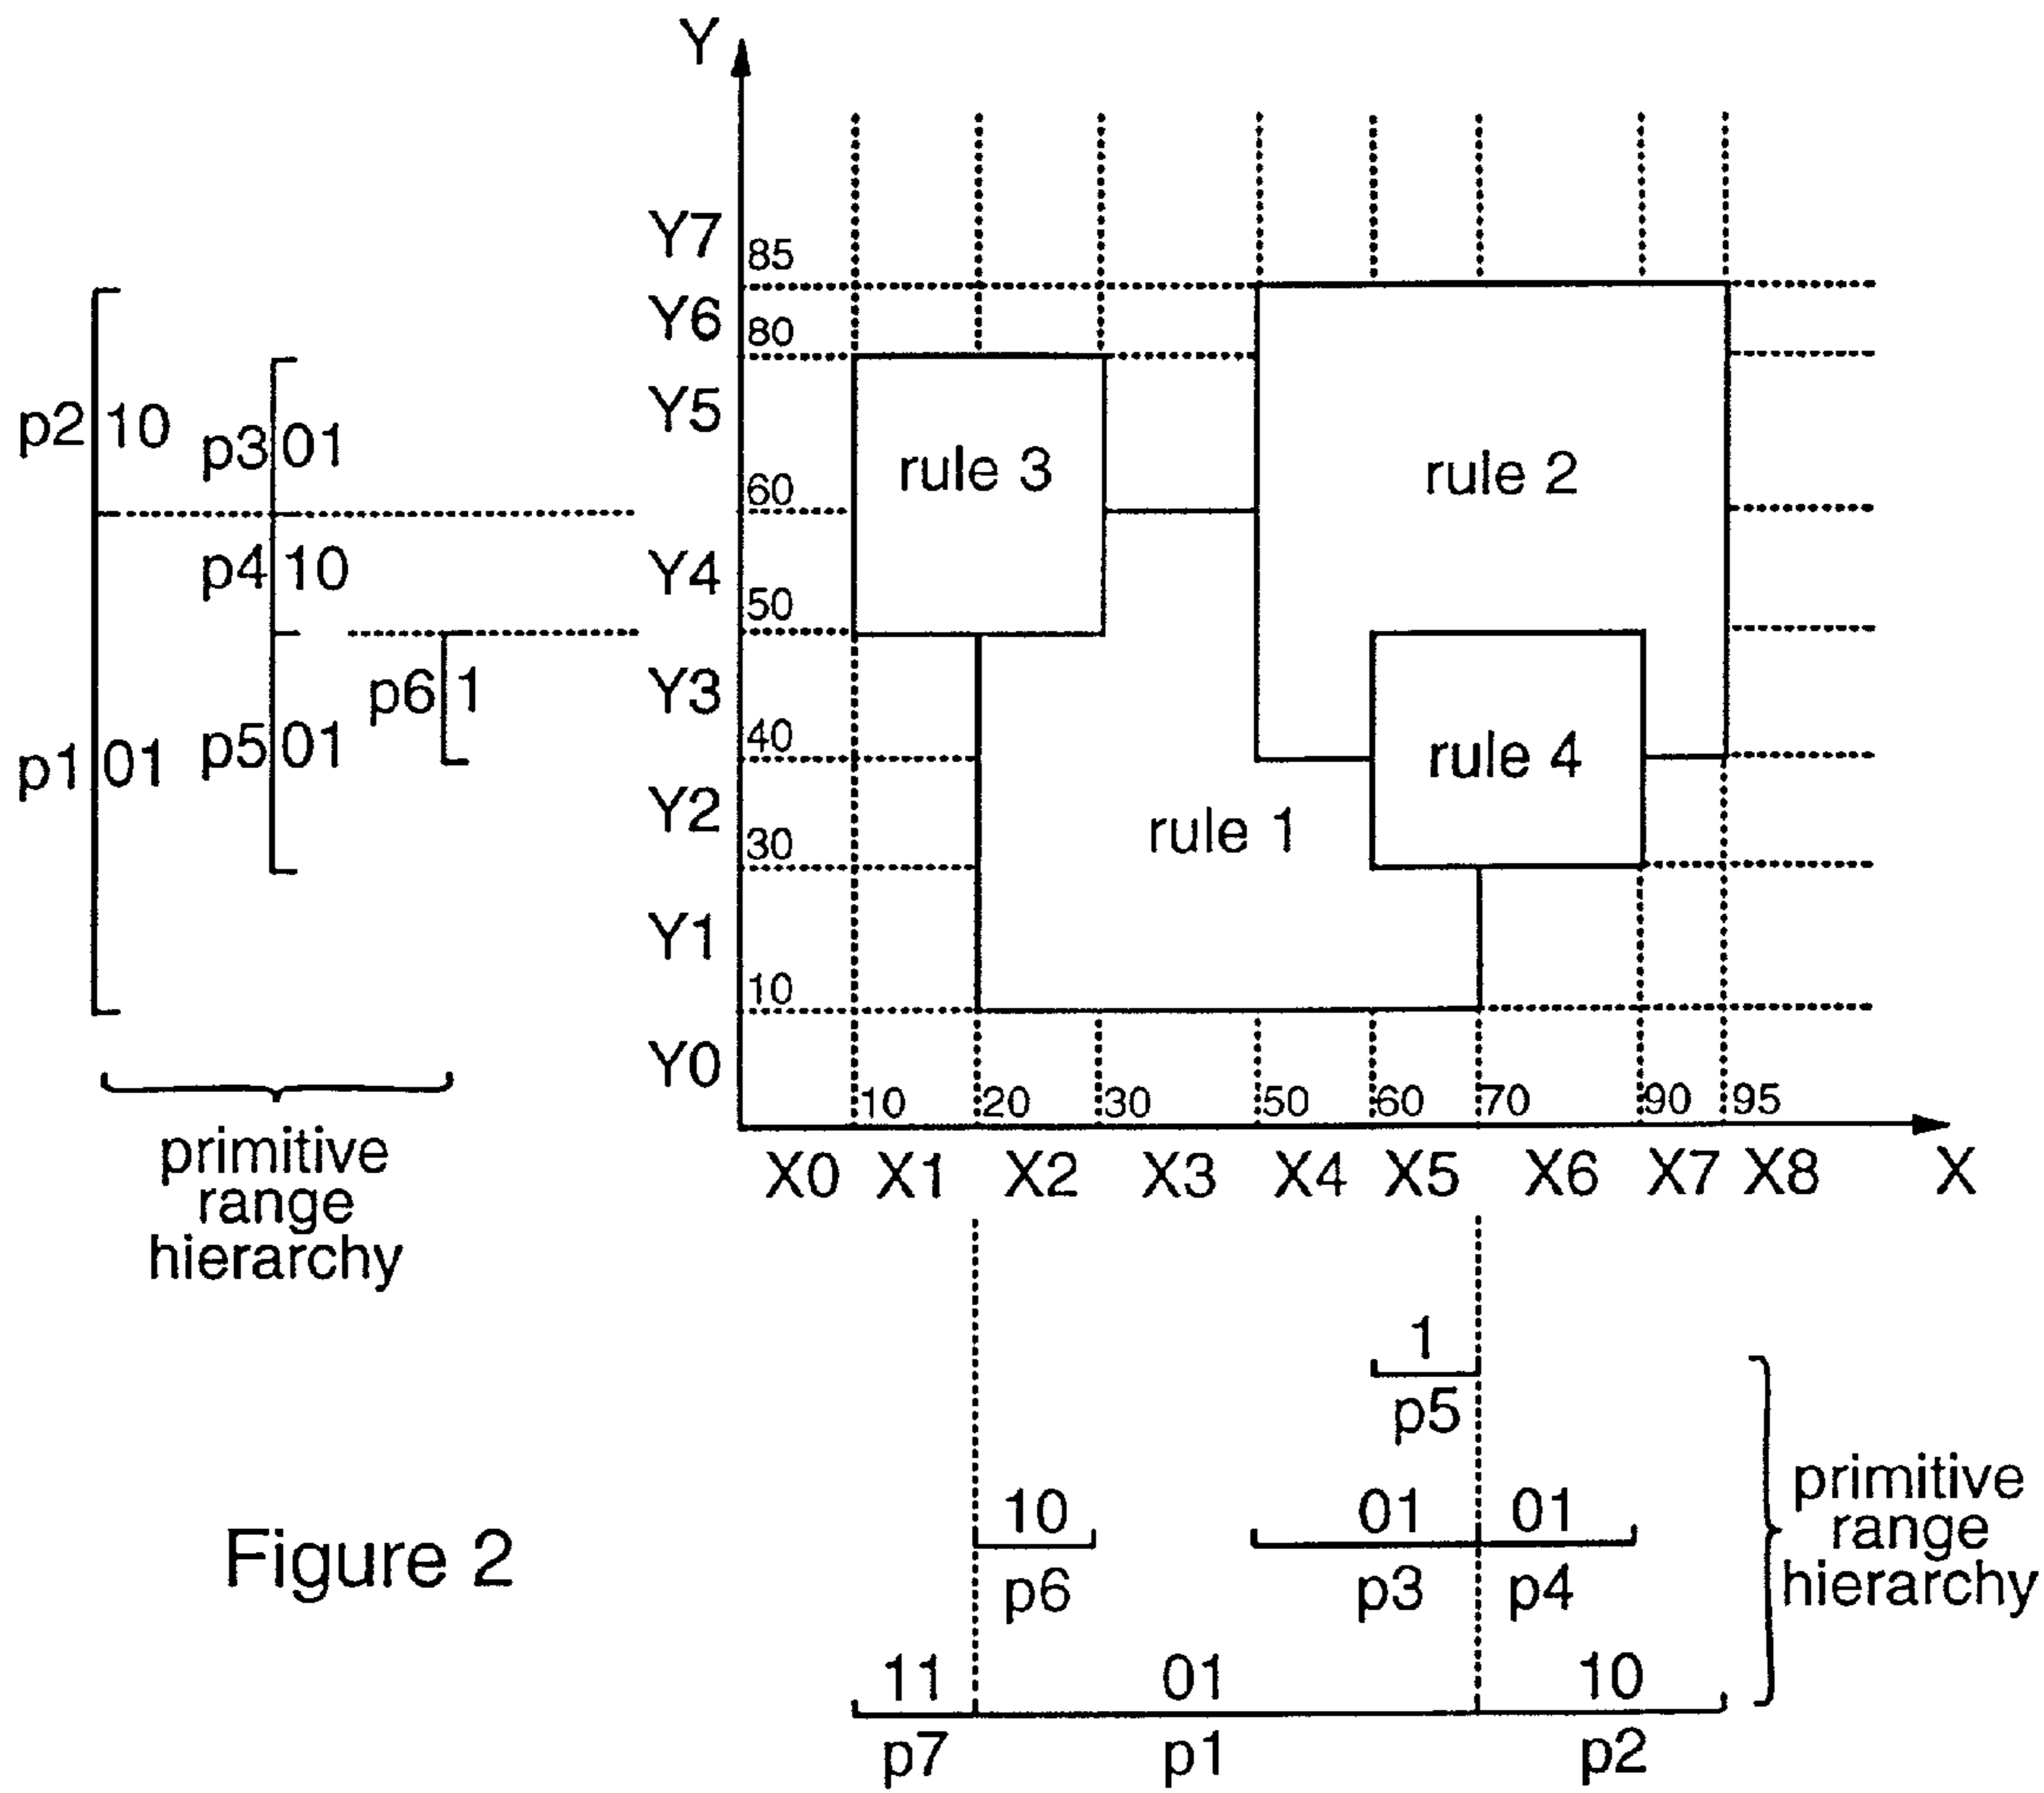 Y
Y7
85
Y6
80
Y5
60
Y4
50
Y3
40
Y2
30
Y1
10
Y0
rule 3
rule 2
rule 4
rule 1
p2 10
p3 01
p4 10
p6 1
p5 01
p1 01
primitive
range
hierarchy
10 20 30 50 60 70 90 95
X0 X1 X2 X3 X4 X5 X6 X7 X8 X
1
p5
10 01 01
p6 p3 p4
11 01 10
p7 p1 p2
primitive
range
hierarchy
Figure 2